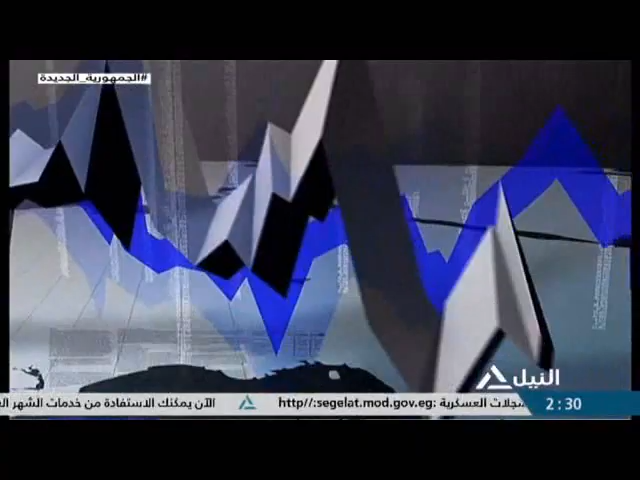 #الجمهورية_الجديدة
النيل
2:30
سجلات العسكرية :http//:segelat.mod.gov.eg
الآن يمكنك الاستفادة من خدمات الشهر